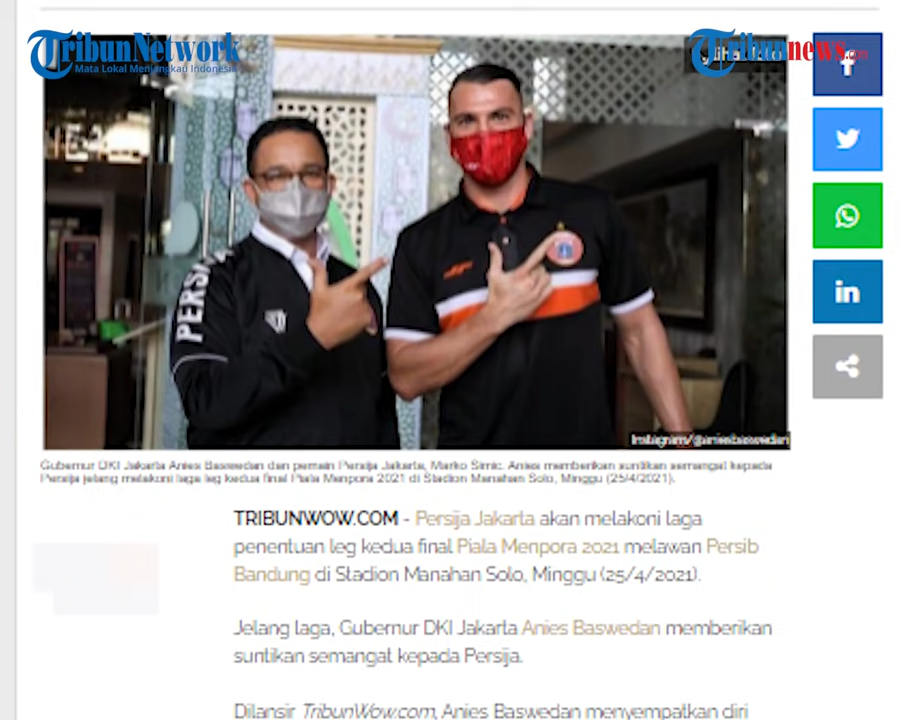 TribunNetwork
Mata Lokal Menjangkau Indonesia
Tribunnews.com
PERSI
Instagram/@aniesbaswedan
Gubernur DKI Jakarta Anies Baswedan dan pemain Persija Jakarta, Marko Simic. Anies memberikan suntikan semangat kepada
Persija jelang melakoni laga leg kedua final Piala Menpora 2021 di Stadion Manahan Solo, Minggu (25/4/2021).
TRIBUNWOW.COM - Persija Jakarta akan melakoni laga
penentuan leg kedua final Piala Menpora 2021 melawan Persib
Bandung di Stadion Manahan Solo, Minggu (25/4/2021).
Jelang laga, Gubernur DKI Jakarta Anies Baswedan memberikan
suntikan semangat kepada Persija.
Dilansir TribunWow.com, Anies Baswedan menyempatkan diri